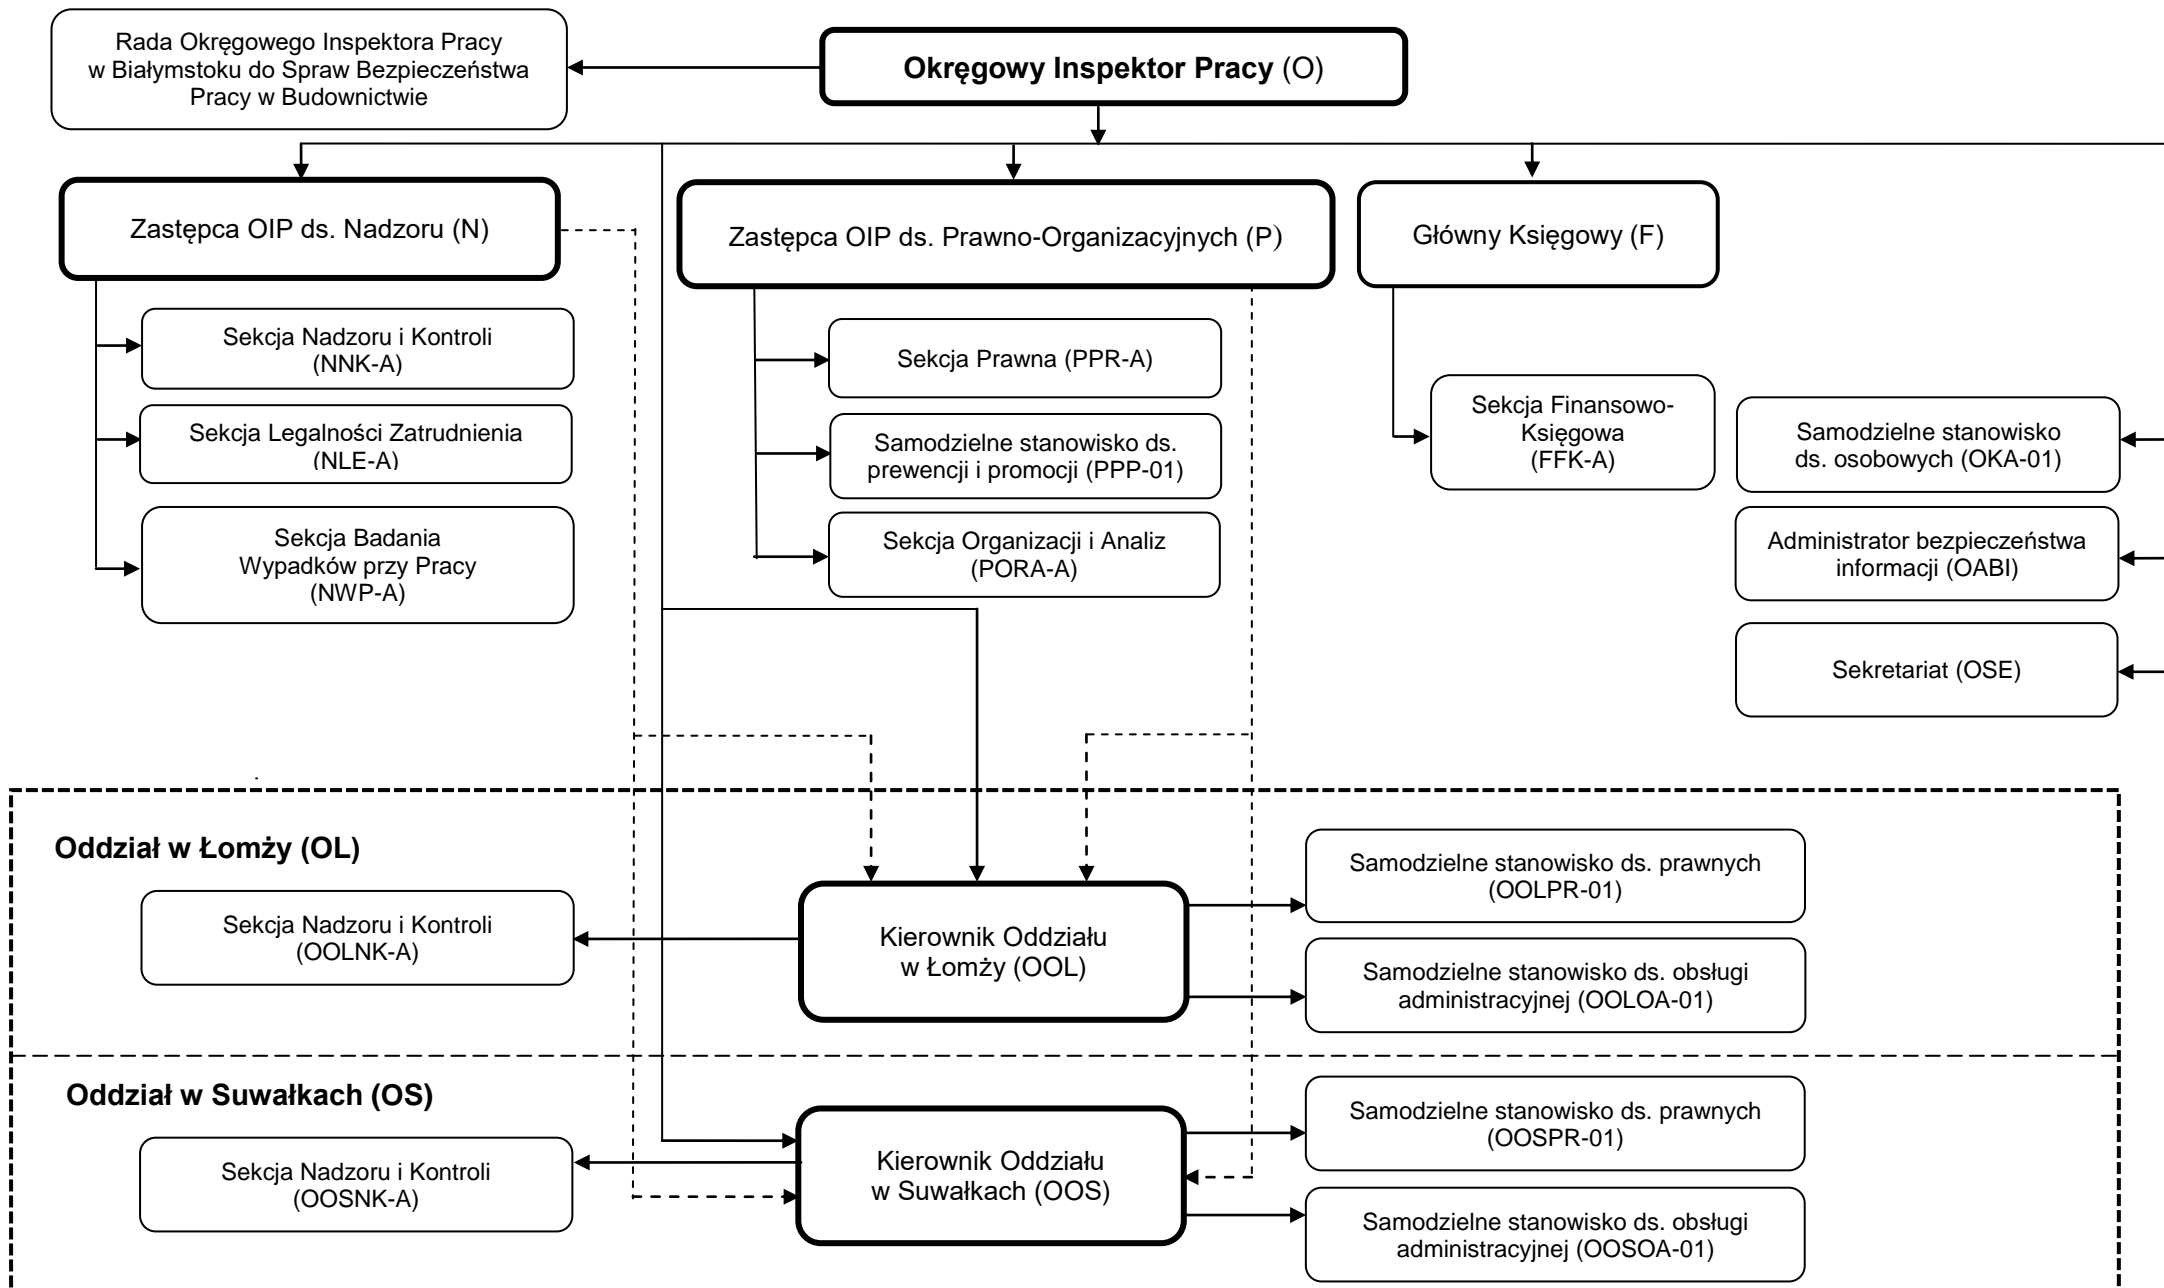 Rada Okręgowego Inspektora Pracy
w Białymstoku do Spraw Bezpieczeństwa
Pracy w Budownictwie
Okręgowy Inspektor Pracy (O)
Zastępca OIP ds. Nadzoru (N)
Zastępca OIP ds. Prawno-Organizacyjnych (P)
Główny Księgowy (F)
Sekcja Nadzoru i Kontroli
(NNK-A)
Sekcja Legalności Zatrudnienia
(NLE-A)
Sekcja Badania
Wypadków przy Pracy
(NWP-A)
Sekcja Prawna (PPR-A)
Samodzielne stanowisko ds.
prewencji i promocji (PPP-01)
Sekcja Organizacji i Analiz
(PORA-A)
Sekcja Finansowo-
Księgowa
(FFK-A)
Samodzielne stanowisko
ds. osobowych (OKA-01)
Administrator bezpieczeństwa
informacji (OABI)
Sekretariat (OSE)
Oddział w Łomży (OL)
Sekcja Nadzoru i Kontroli
(OOLNK-A)
Kierownik Oddziału
w Łomży (OOL)
Samodzielne stanowisko ds. prawnych
(OOLPR-01)
Samodzielne stanowisko ds. obsługi
administracyjnej (OOLOA-01)
Oddział w Suwałkach (OS)
Sekcja Nadzoru i Kontroli
(OOSNK-A)
Kierownik Oddziału
w Suwałkach (OOS)
Samodzielne stanowisko ds. prawnych
(OOSPR-01)
Samodzielne stanowisko ds. obsługi
administracyjnej (OOSOA-01)